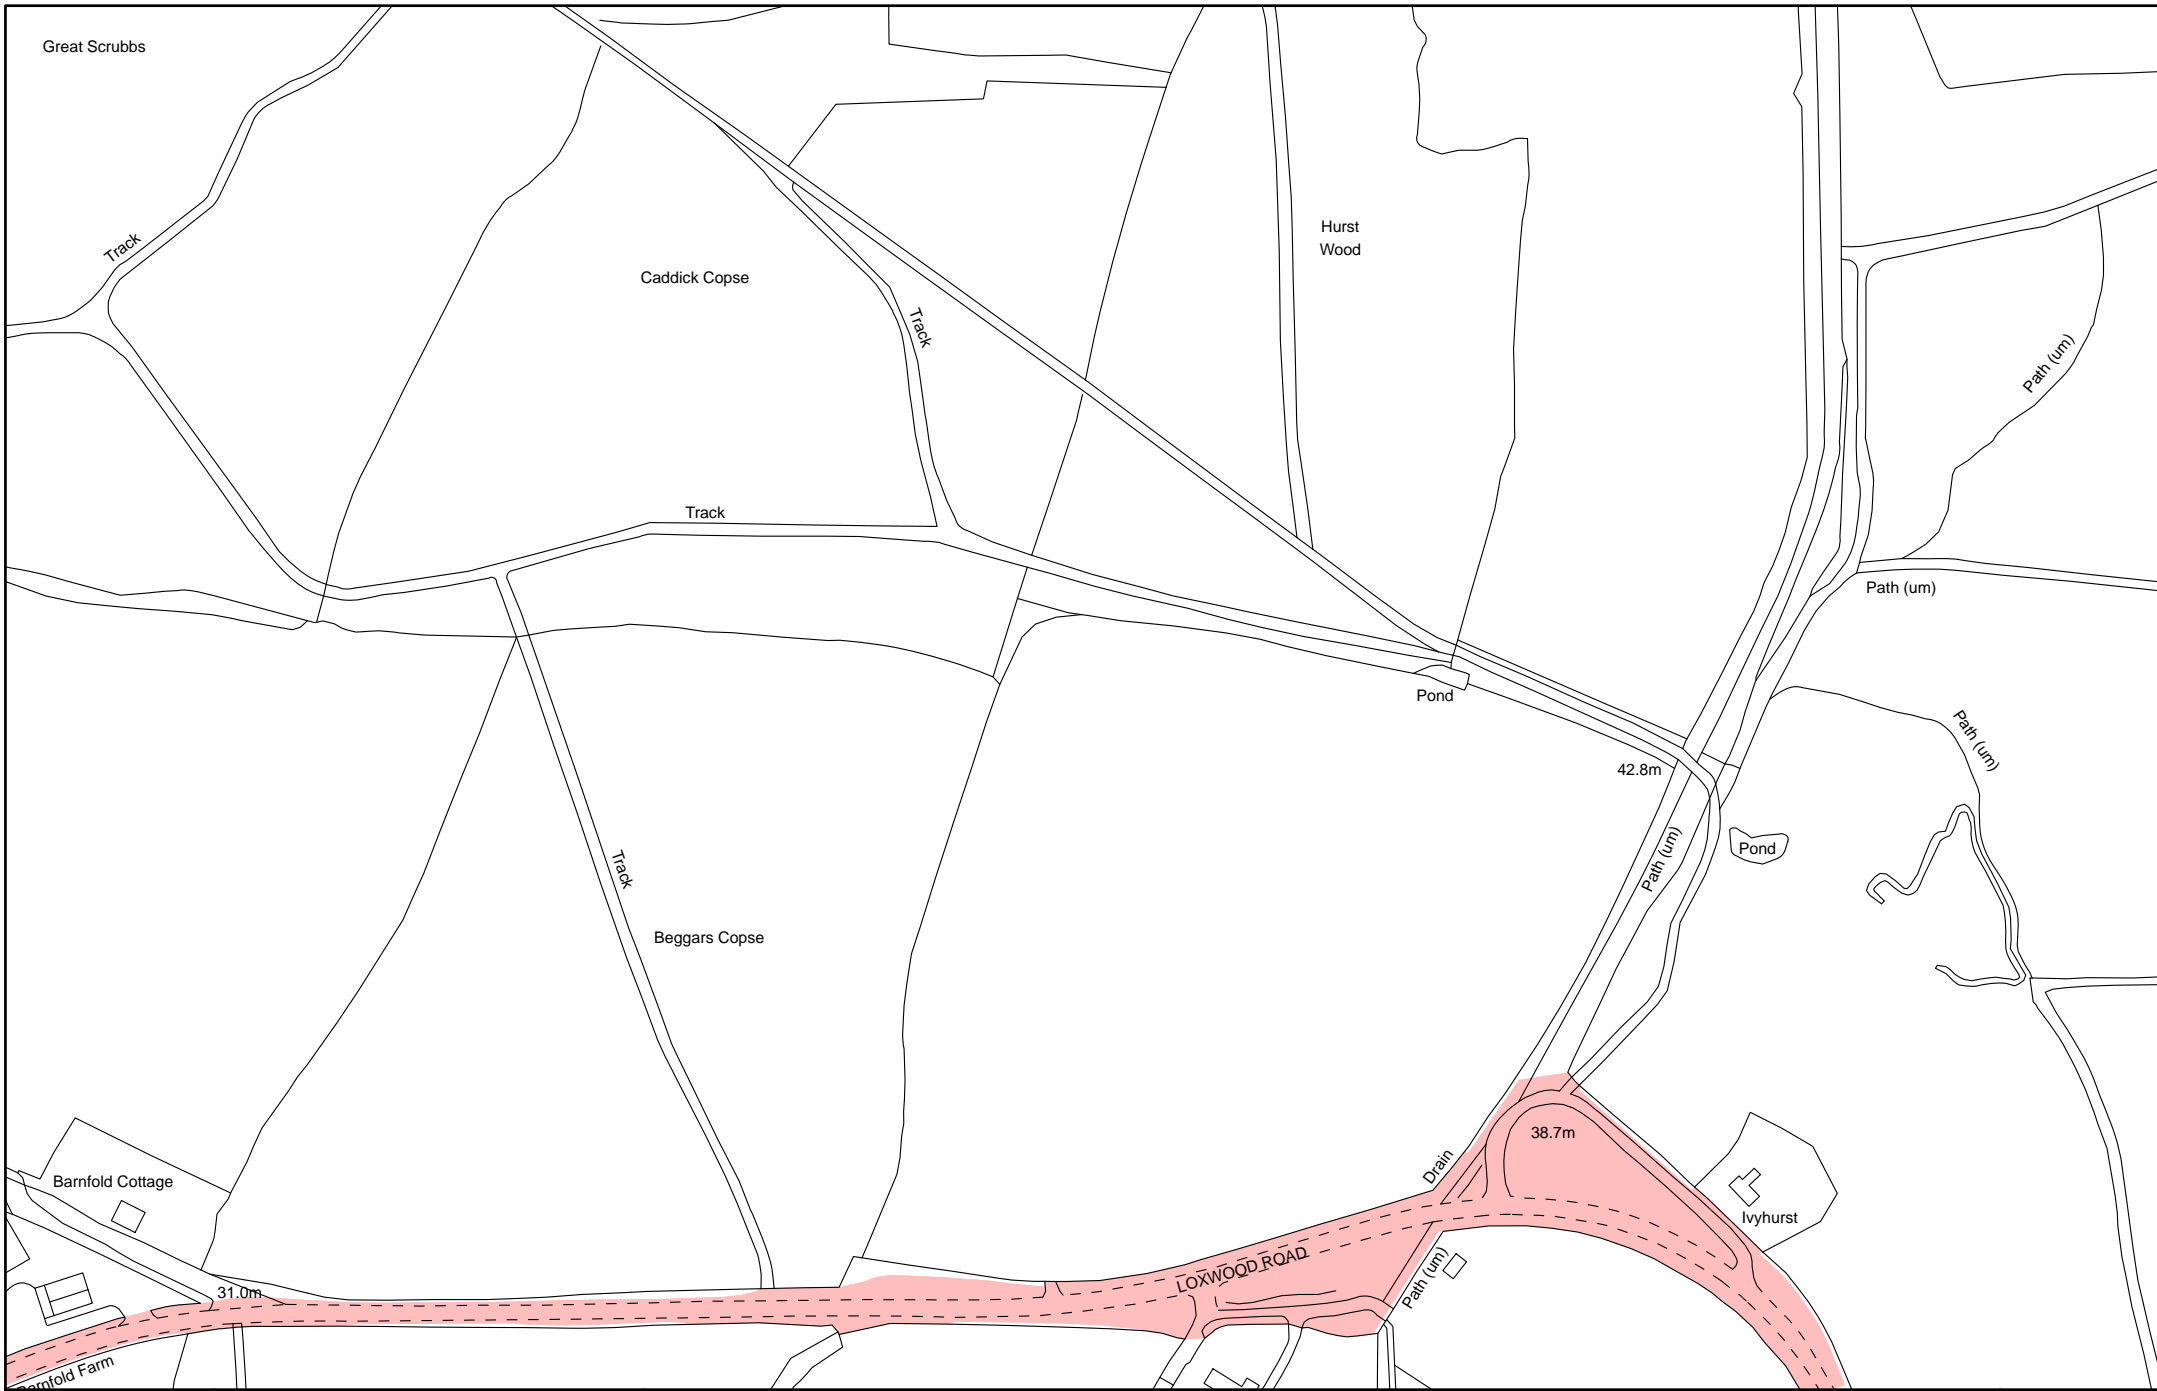 Great Scrubbs
Track
Caddick Copse
Track
Hurst
Wood
Path (um)
Track
Path (um)
Pond
Path (um)
42.8m
Pond
Path (um)
Track
Beggars Copse
38.7m
Drain
Barnfold Cottage
Ivyhurst
LOXWOOD ROAD
Path (um)
31.0m
Barnfold Farm